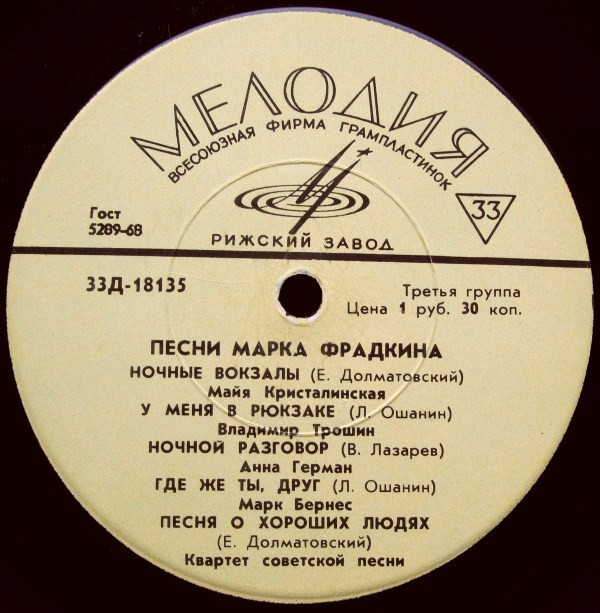 МЕЛОДИЯ
ВСЕСОЮЗНАЯ ФИРМА ГРАМПЛАСТИНОК
33
Гост
5289-68
РИЖСКИЙ ЗАВОД
33Д-18135
Третья группа
Цена 1 руб. 30 коп.
ПЕСНИ МАРКА ФРАДКИНА
НОЧНЫЕ ВОКЗАЛЫ (Е. Долматовский)
Майя Кристалинская
У МЕНЯ В РЮКЗАКЕ (Л. Ошанин)
Владимир Трошин
НОЧНОЙ РАЗГОВОР (В. Лазарев)
Анна Герман
ГДЕ ЖЕ ТЫ, ДРУГ (Л. Ошанин)
Марк Бернес
ПЕСНЯ О ХОРОШИХ ЛЮДЯХ
(Е. Долматовский)
Квартет советской песни